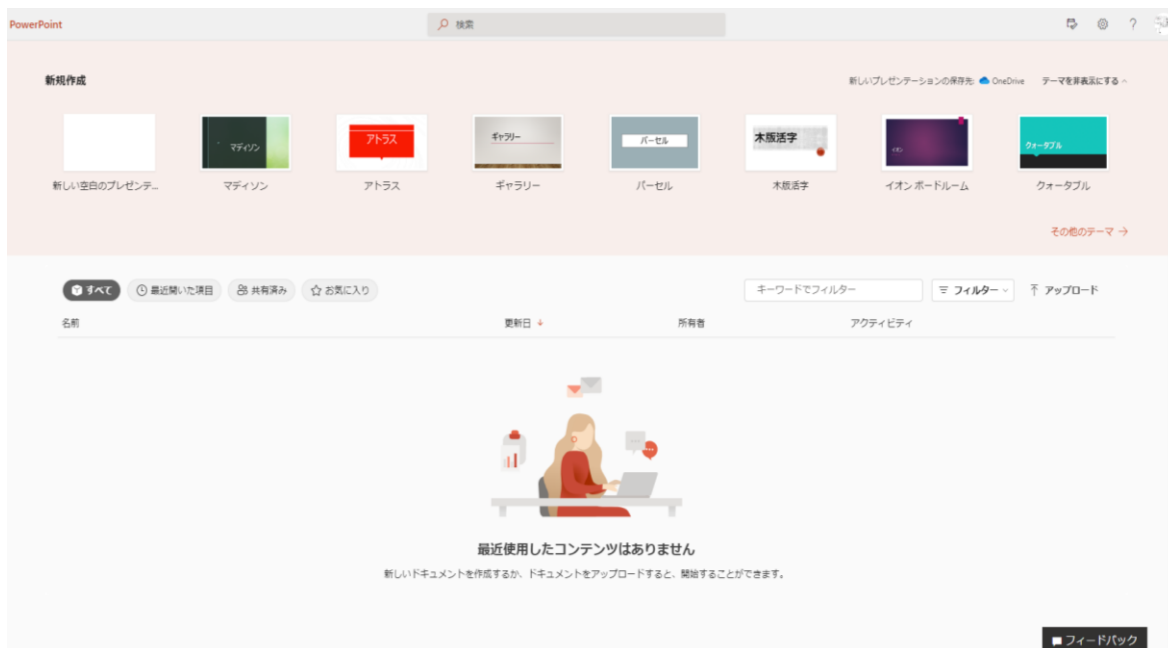 PowerPoint
検索
?
新規作成
新しいプレゼンテーションの保存先: OneDrive テーマを非表示にする
マディソン
アトラス
ギャラリー
パーセル
木版活字
イオン
クォータブル
新しい空白のプレゼンテ... マディソン アトラス ギャラリー パーセル 木版活字 イオン ボードルーム クォータブル
その他のテーマ →
すべて 最近開いた項目 共有済み お気に入り キーワードでフィルター フィルター アップロード
名前 更新日 ↓ 所有者 アクティビティ
最近使用したコンテンツはありません
新しいドキュメントを作成するか、ドキュメントをアップロードすると、開始することができます。
フィードバック